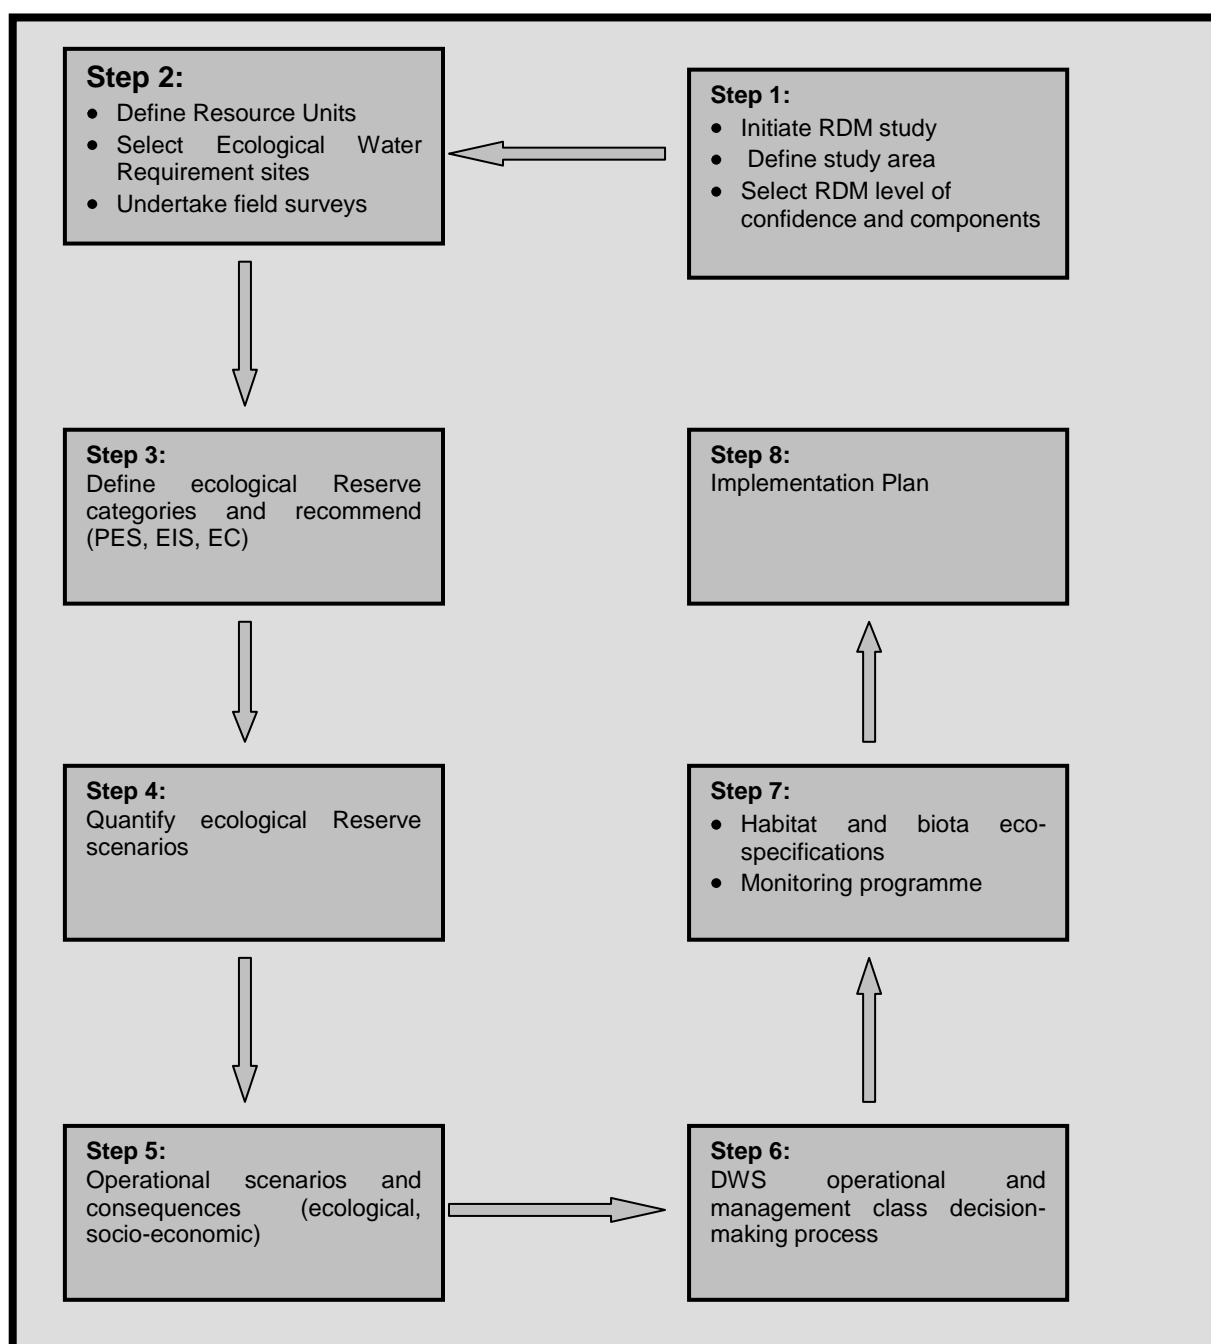 Step 1:
• Initiate RDM study
• Define study area
• Select RDM level of
confidence and components
Step 2:
• Define Resource Units
• Select Ecological Water
Requirement sites
• Undertake field surveys
Step 3:
Define ecological Reserve
categories and recommend
(PES, EIS, EC)
Step 4:
Quantify ecological Reserve
scenarios
Step 5:
Operational scenarios and
consequences (ecological,
socio-economic)
Step 6:
DWS operational and
management class decision-
making process
Step 7:
• Habitat and biota eco-
specifications
• Monitoring programme
Step 8:
Implementation Plan